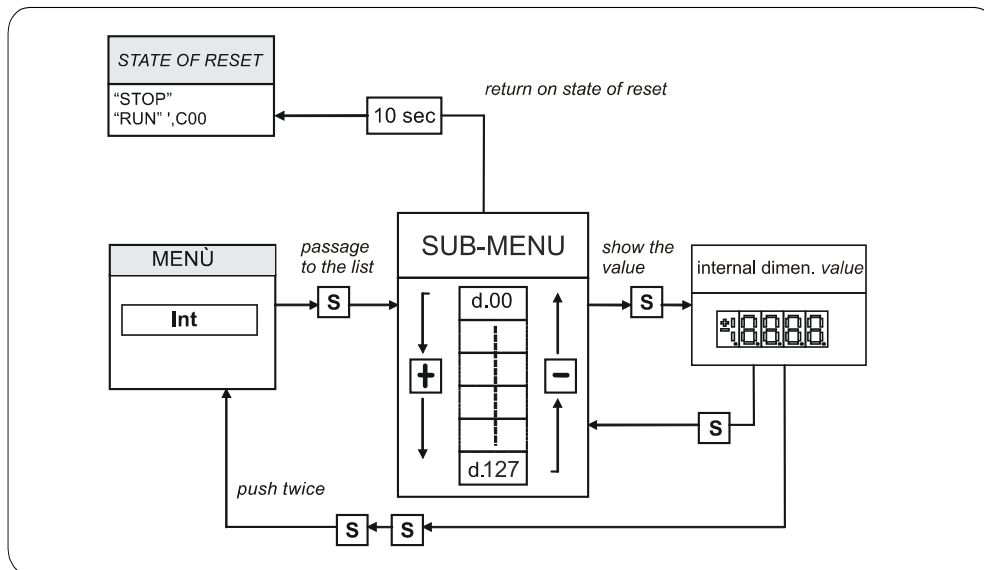 STATE OF RESET
“STOP”
“RUN” ',C00
10 sec
return on state of reset
MENÙ
Int
passage
to the list
S
SUB-MENU
d.00
+
-
d.127
show the
value
S
internal dimen. value
S
push twice
S
S